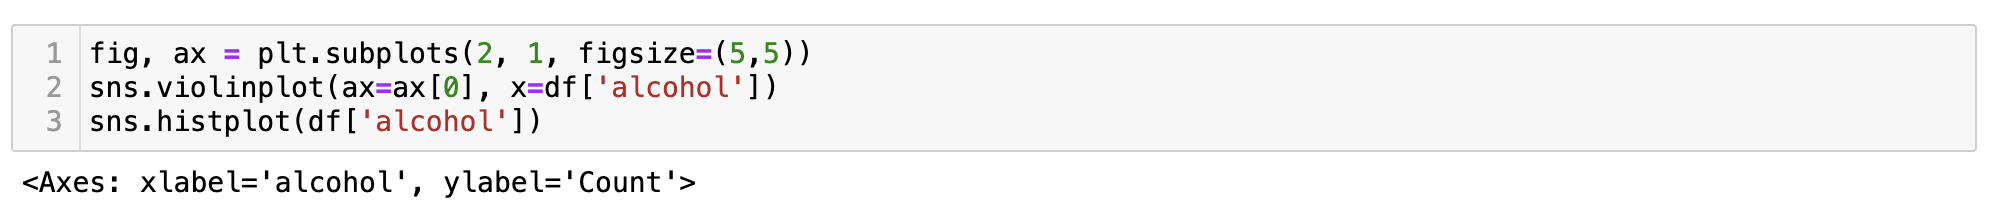 1 fig, ax = plt.subplots(2, 1, figsize=(5,5))
2 sns.violinplot(ax=ax[0], x=df['alcohol'])
3 sns.histplot(df['alcohol'])
<Axes: xlabel='alcohol', ylabel='Count'>